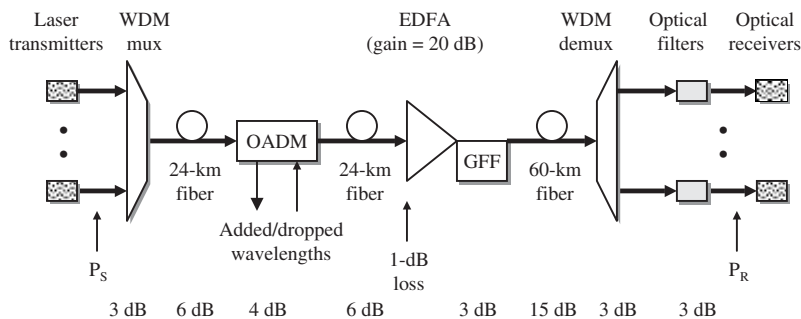 Laser
transmitters
WDM
mux
EDFA
(gain = 20 dB)
WDM
demux
Optical
filters
Optical
receivers
OADM
GFF
24-km
fiber
24-km
fiber
60-km
fiber
Added/dropped
wavelengths
1-dB
loss
PS
PR
3 dB 6 dB 4 dB 6 dB 3 dB 15 dB 3 dB 3 dB